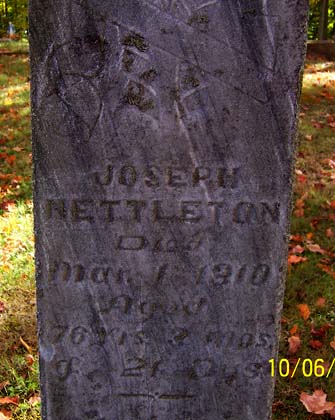 JOSEPH
NETTLETON
Died
Mar. 1, 1910
Aged
76 Yrs. 2 mos.
& 21 Dys.
10/06/